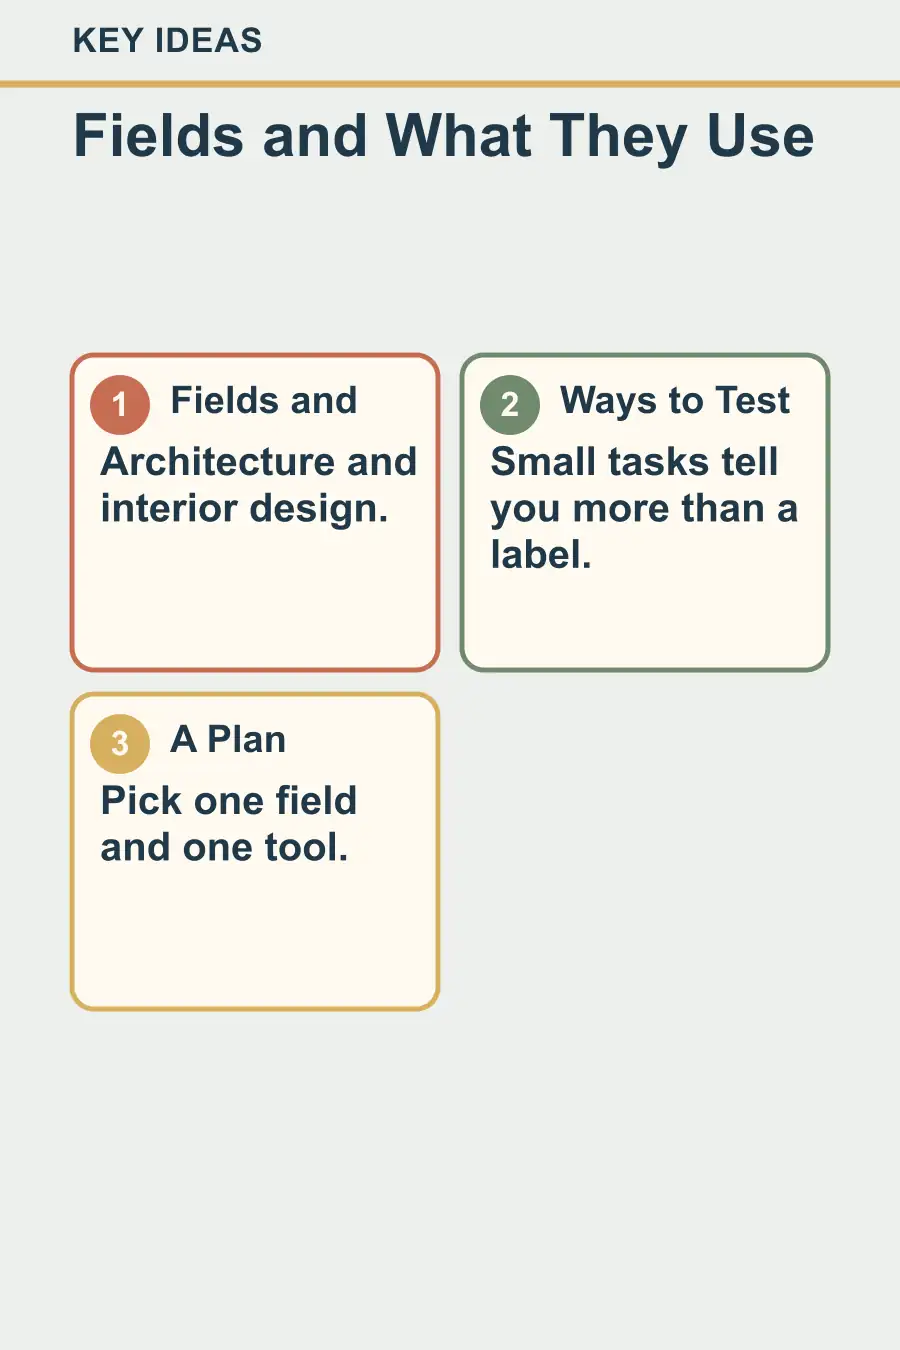 KEY IDEAS
Fields and What They Use
1 Fields and
Architecture and
interior design.
2 Ways to Test
Small tasks tell
you more than a
label.
3 A Plan
Pick one field
and one tool.